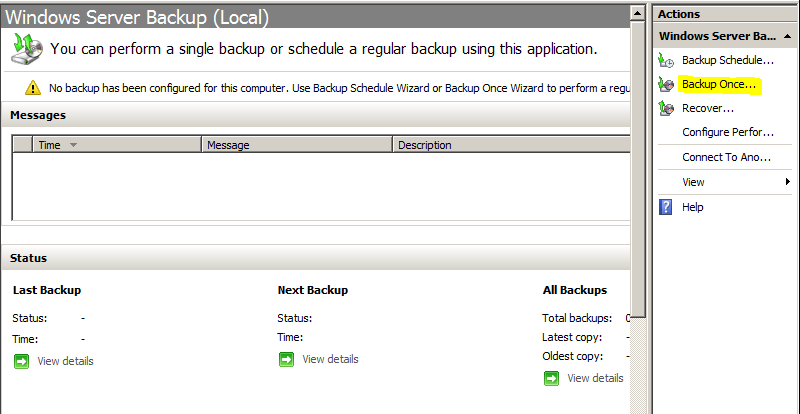 Windows Server Backup (Local)
You can perform a single backup or schedule a regular backup using this application.
No backup has been configured for this computer. Use Backup Schedule Wizard or Backup Once Wizard to perform a regu
Messages
Time Message Description
Status
Last Backup Next Backup All Backups
Status: - Status: Total backups: 0
Time: - Time: Latest copy: -
View details View details Oldest copy: -
View details
Actions
Windows Server Ba...
Backup Schedule...
Backup Once...
Recover...
Configure Perfor...
Connect To Ano...
View
Help